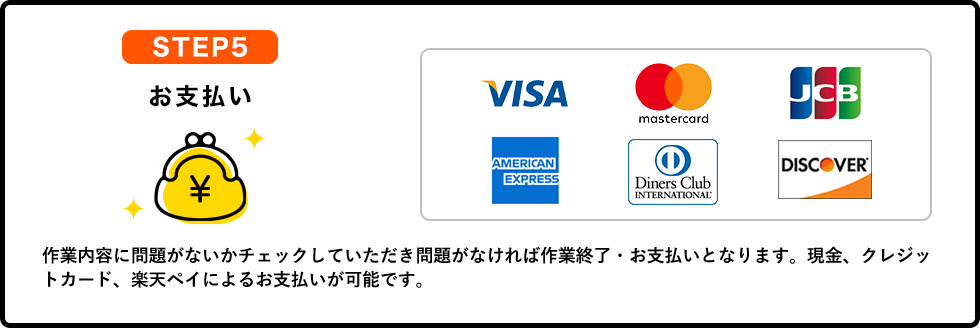 STEP5
お支払い
¥
VISA
mastercard
JCB
AMERICAN
EXPRESS
Diners Club
INTERNATIONAL®
DISCOVER®
作業内容に問題がないかチェックしていただき問題がなければ作業終了・お支払いとなります。現金、クレジッ
トカード、楽天ペイによるお支払いが可能です。